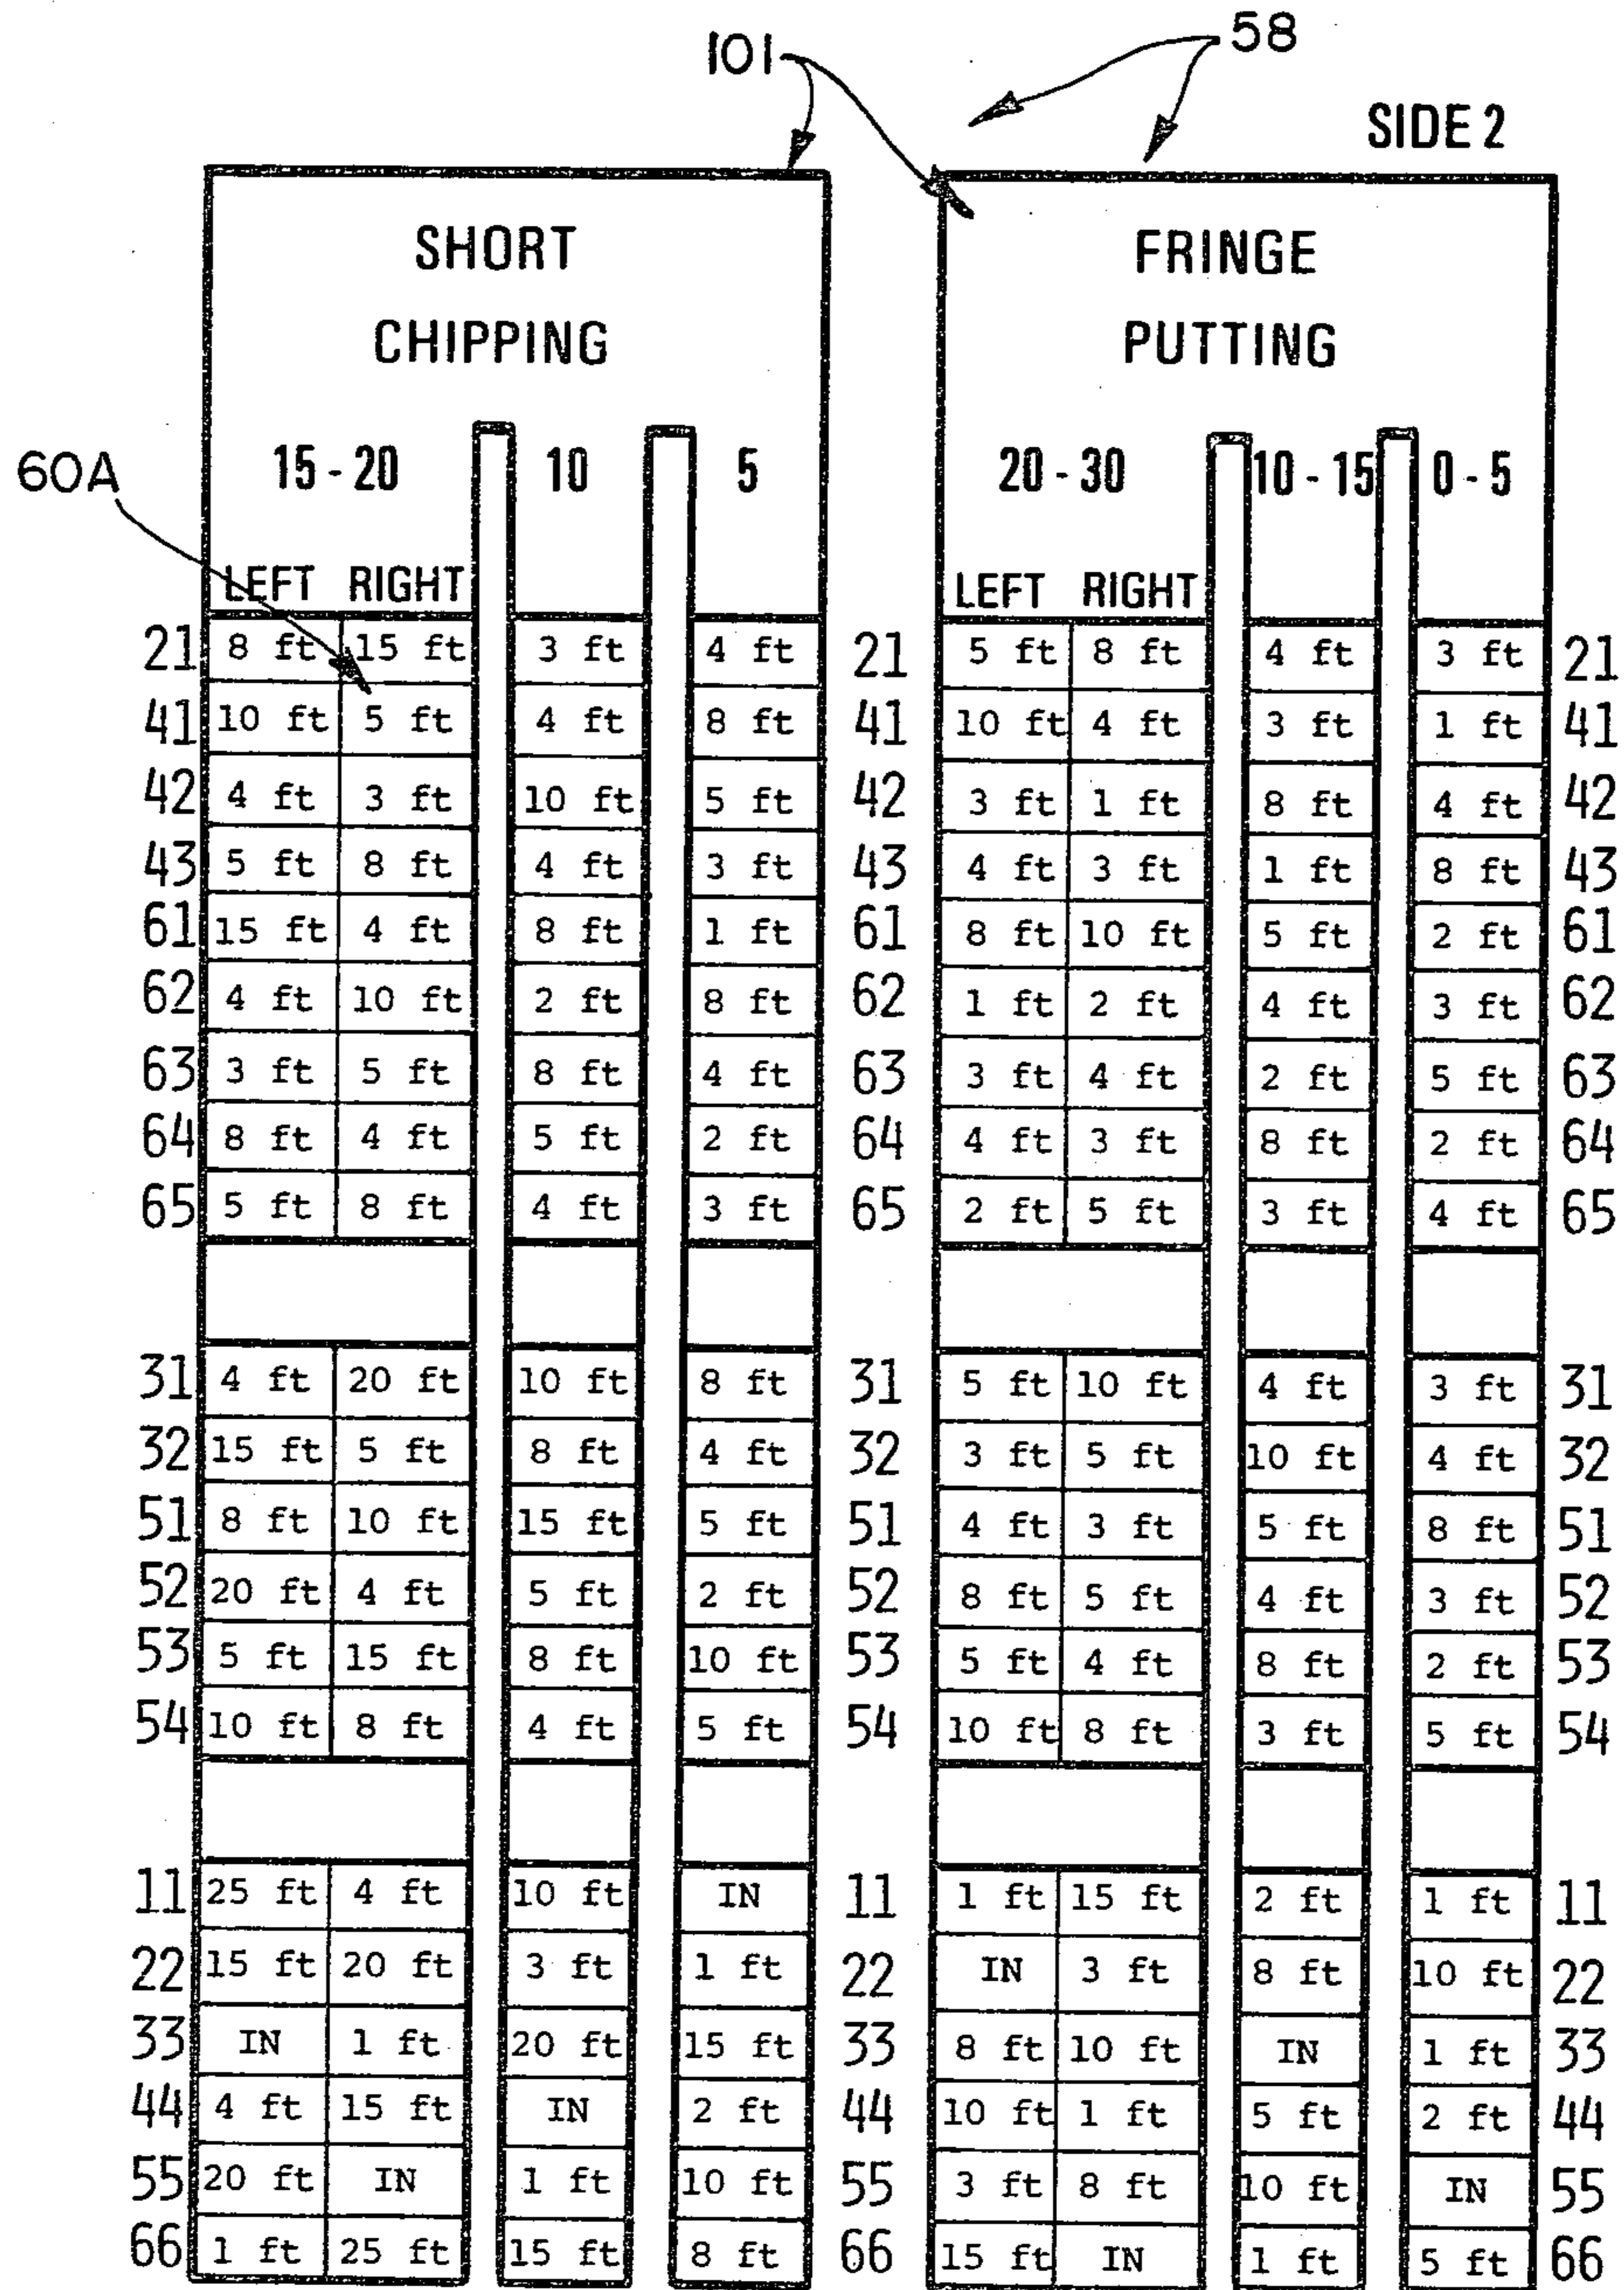 101 58
SIDE 2
SHORT FRINGE
CHIPPING PUTTING
60A 15 - 20 10 5 20 - 30 10 - 15 0 - 5
LEFT RIGHT LEFT RIGHT
21 8 ft 15 ft 3 ft 4 ft 21 5 ft 8 ft 4 ft 3 ft 21
41 10 ft 5 ft 4 ft 8 ft 41 10 ft 4 ft 3 ft 1 ft 41
42 4 ft 3 ft 10 ft 5 ft 42 3 ft 1 ft 8 ft 4 ft 42
43 5 ft 8 ft 4 ft 3 ft 43 4 ft 3 ft 1 ft 8 ft 43
61 15 ft 4 ft 8 ft 1 ft 61 8 ft 10 ft 5 ft 2 ft 61
62 4 ft 10 ft 2 ft 8 ft 62 1 ft 2 ft 4 ft 3 ft 62
63 3 ft 5 ft 8 ft 4 ft 63 3 ft 4 ft 2 ft 5 ft 63
64 8 ft 4 ft 5 ft 2 ft 64 4 ft 3 ft 8 ft 2 ft 64
65 5 ft 8 ft 4 ft 3 ft 65 2 ft 5 ft 3 ft 4 ft 65
31 4 ft 20 ft 10 ft 8 ft 31 5 ft 10 ft 4 ft 3 ft 31
32 15 ft 5 ft 8 ft 4 ft 32 3 ft 5 ft 10 ft 4 ft 32
51 8 ft 10 ft 15 ft 5 ft 51 4 ft 3 ft 5 ft 8 ft 51
52 20 ft 4 ft 5 ft 2 ft 52 8 ft 5 ft 4 ft 3 ft 52
53 5 ft 15 ft 8 ft 10 ft 53 5 ft 4 ft 8 ft 2 ft 53
54 10 ft 8 ft 4 ft 5 ft 54 10 ft 8 ft 3 ft 5 ft 54
11 25 ft 4 ft 10 ft IN 11 1 ft 15 ft 2 ft 1 ft 11
22 15 ft 20 ft 3 ft 1 ft 22 IN 3 ft 8 ft 10 ft 22
33 IN 1 ft 20 ft 15 ft 33 8 ft 10 ft IN 1 ft 33
44 4 ft 15 ft IN 2 ft 44 10 ft 1 ft 5 ft 2 ft 44
55 20 ft IN 1 ft 10 ft 55 3 ft 8 ft 10 ft IN 55
66 1 ft 25 ft 15 ft 8 ft 66 15 ft IN 1 ft 5 ft 66